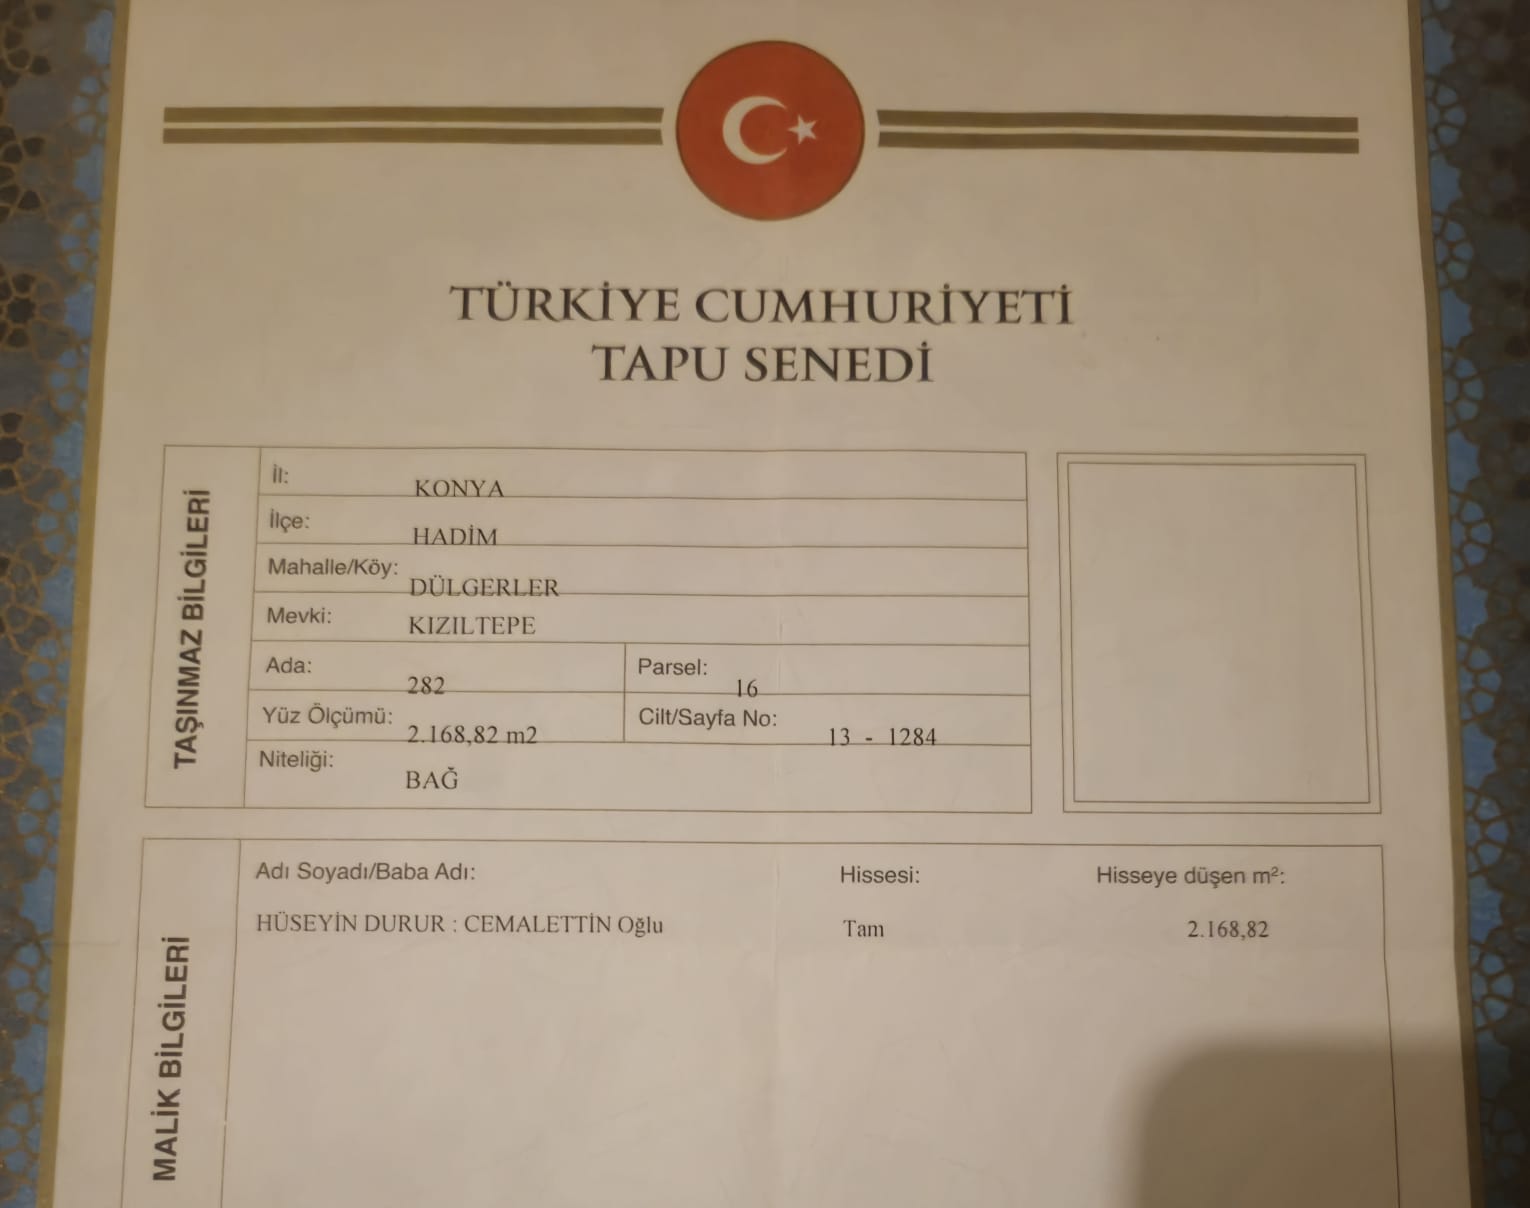 TÜRKİYE CUMHURİYETİ
TAPU SENEDİ
TAŞINMAZ BİLGİLERİ
İl: KONYA
İlçe: HADİM
Mahalle/Köy: DÜLGERLER
Mevki: KIZILTEPE
Ada: 282 Parsel: 16
Yüz Ölçümü: 2.168,82 m2 Cilt/Sayfa No: 13 - 1284
Niteliği: BAĞ
MALİK BİLGİLERİ
Adı Soyadı/Baba Adı: Hissesi: Hisseye düşen m²:
HÜSEYİN DURUR : CEMALETTİN Oğlu Tam 2.168,82